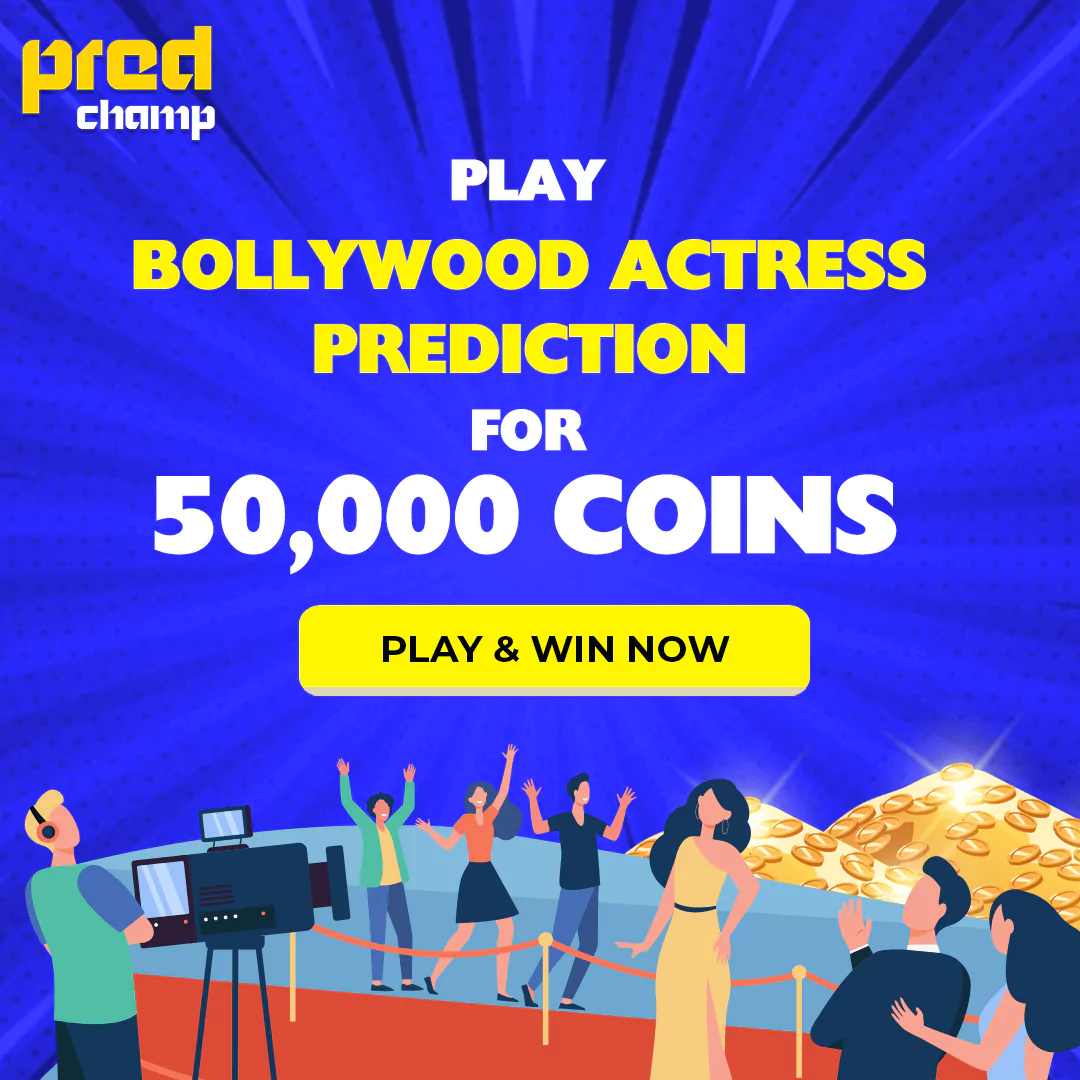 pred
champ
PLAY
BOLLYWOOD ACTRESS
PREDICTION
FOR
50,000 COINS
PLAY & WIN NOW